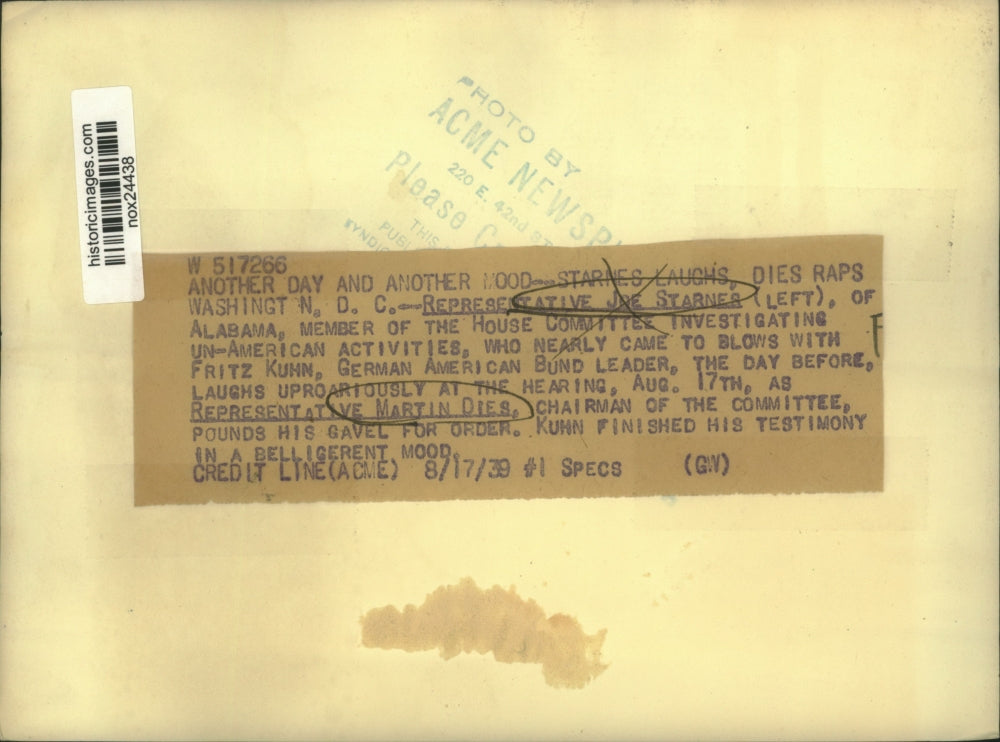 historicimages.com
nox24438
PHOTO BY
ACME NEWSP
220 E. 42nd ST
Please
THIS
PUBL
SYNDIC
W 517266
ANOTHER DAY AND ANOTHER MOOD--STARNES LAUGHS, DIES RAPS
WASHINGT N, D. C.--REPRESENTATIVE JOE STARNES (LEFT), OF
ALABAMA, MEMBER OF THE HOUSE COMMITTEE INVESTIGATING
UN-AMERICAN ACTIVITIES, WHO NEARLY CAME TO BLOWS WITH
FRITZ KUHN, GERMAN AMERICAN BUND LEADER, THE DAY BEFORE,
LAUGHS UPROARIOUSLY AT THE HEARING, AUG. 17TH, AS
REPRESENTATIVE MARTIN DIES, CHAIRMAN OF THE COMMITTEE,
POUNDS HIS GAVEL FOR ORDER. KUHN FINISHED HIS TESTIMONY
IN A BELLIGERENT MOOD.
CREDIT LINE(ACME) 8/17/39 #1 SPECS (GW)
F